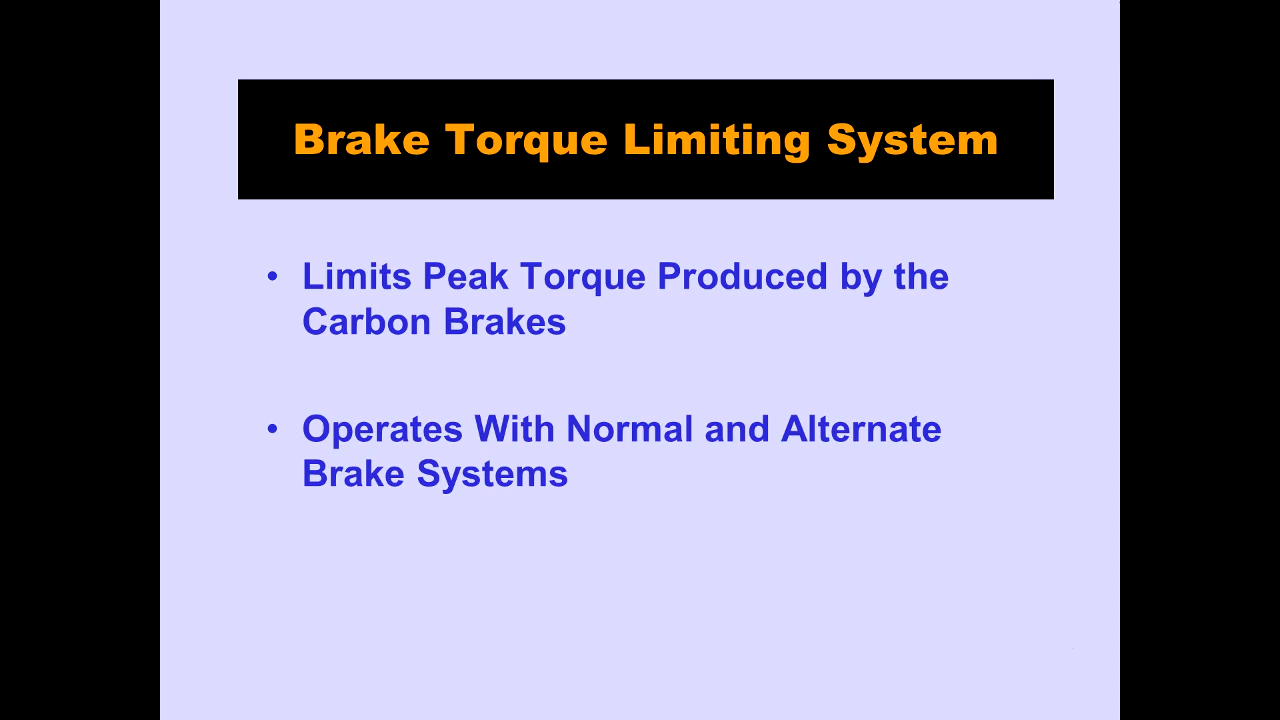 Brake Torque Limiting System
• Limits Peak Torque Produced by the
Carbon Brakes
• Operates With Normal and Alternate
Brake Systems